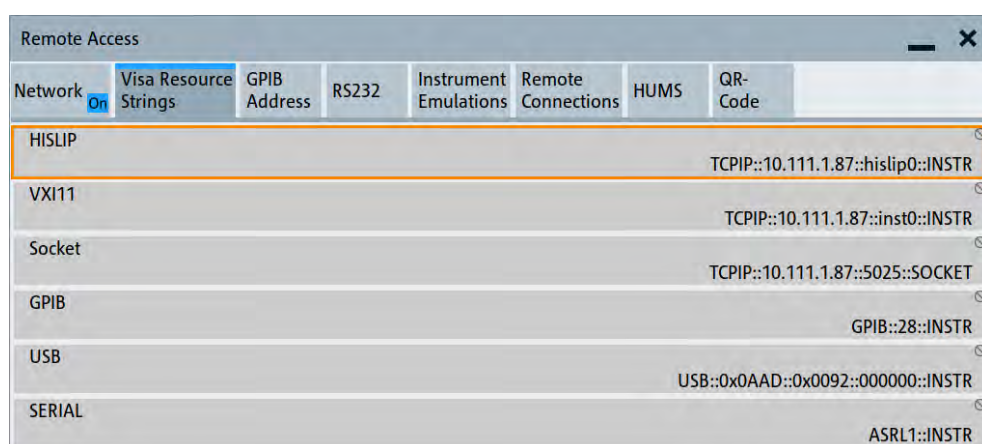 Remote Access
Network On
Visa Resource
Strings
GPIB
Address
RS232
Instrument
Emulations
Remote
Connections
HUMS
QR-
Code
HISLIP
TCPIP::10.111.1.87::hislip0::INSTR
VXI11
TCPIP::10.111.1.87::inst0::INSTR
Socket
TCPIP::10.111.1.87::5025::SOCKET
GPIB
GPIB::28::INSTR
USB
USB::0x0AAD::0x0092::000000::INSTR
SERIAL
ASRL1::INSTR